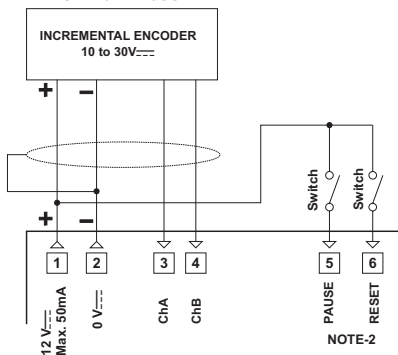 INCREMENTAL ENCODER
10 to 30V⎓
+ −
+ −
Switch Switch
1 2 3 4 5 6
12 V⎓
Max. 50mA
0 V⎓
ChA
ChB
PAUSE
RESET
NOTE-2